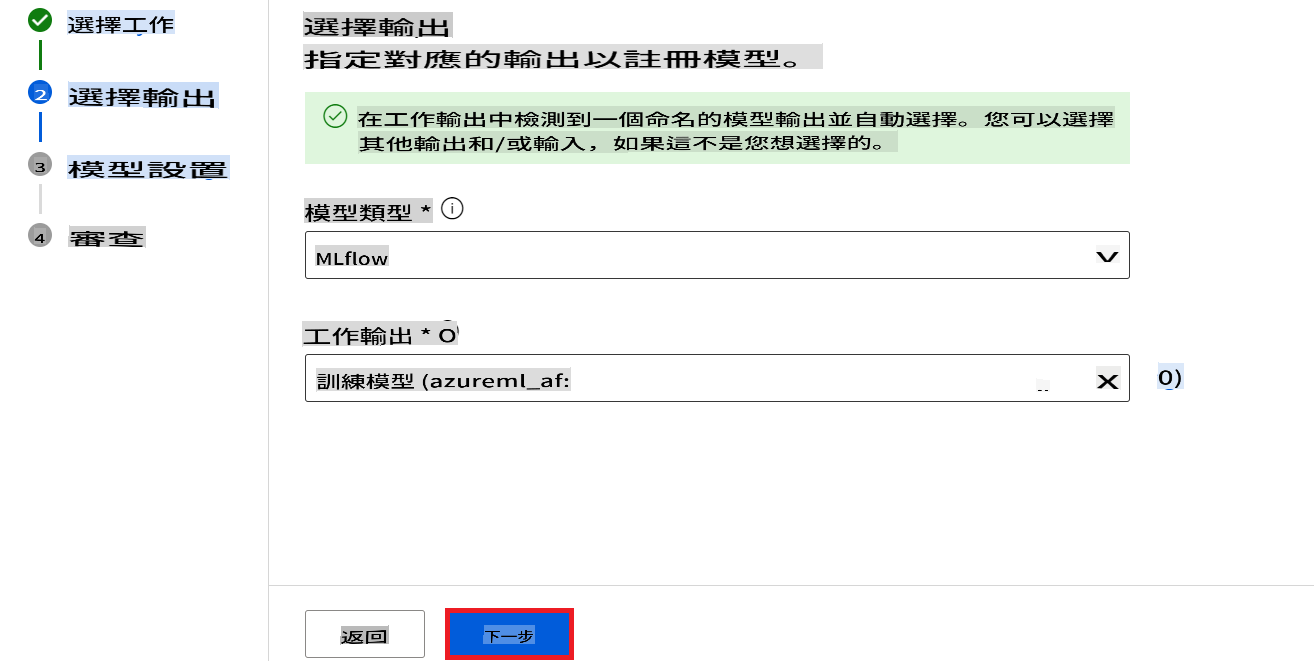 選擇工作
2 選擇輸出
3 模型設置
4 審查
選擇輸出
指定對應的輸出以註冊模型。
在工作輸出中檢測到一個命名的模型輸出並自動選擇。您可以選擇
其他輸出和/或輸入，如果這不是您想選擇的。
模型類型 *
MLflow
工作輸出 * O
訓練模型 (azureml_af:
O)
返回
下一步